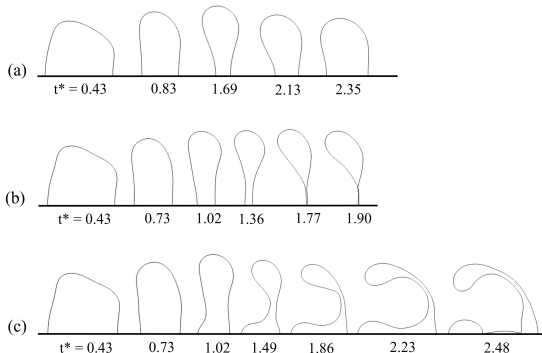 (a)
t* = 0.43 0.83 1.69 2.13 2.35
(b)
t* = 0.43 0.73 1.02 1.36 1.77 1.90
(c)
t* = 0.43 0.73 1.02 1.49 1.86 2.23 2.48